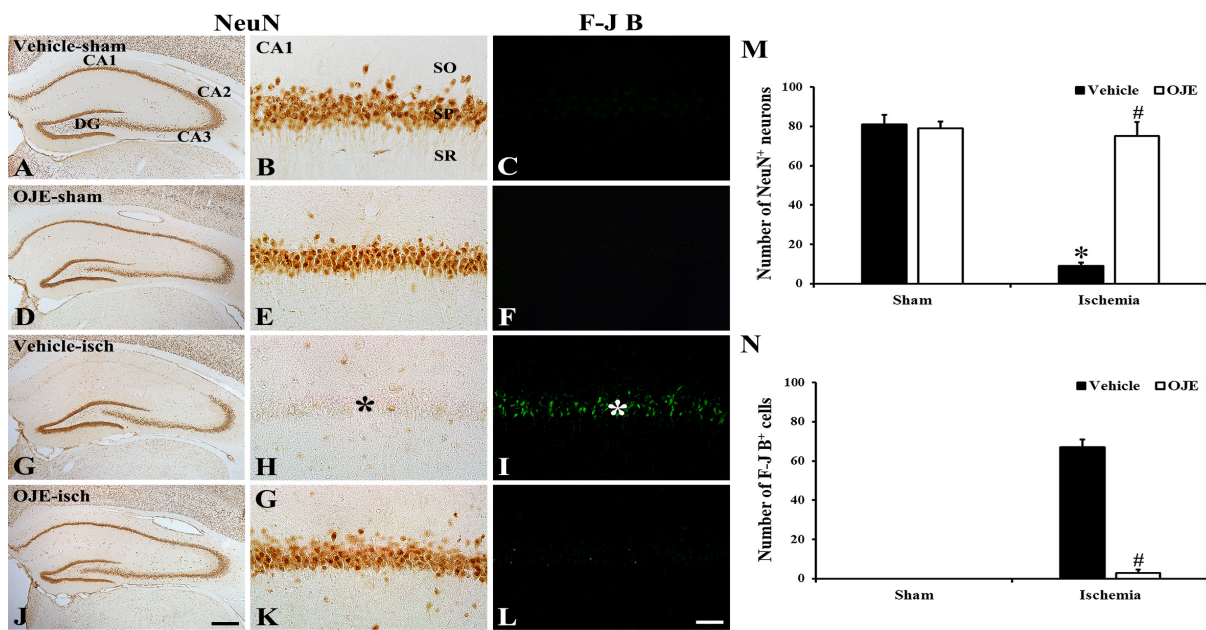 NeuN
F-J B
Vehicle-sham
CA1
CA2
DG
CA3
A
CA1
SO
SP
SR
B
C
OJE-sham
D
E
F
Vehicle-isch
G
*
H
*
I
OJE-isch
J
G
K
L
M
Vehicle OJE
Number of NeuN+ neurons
100
80
60
40
20
0
*
#
Sham
Ischemia
N
Vehicle OJE
Number of F-J B+ cells
100
80
60
40
20
0
#
Sham
Ischemia